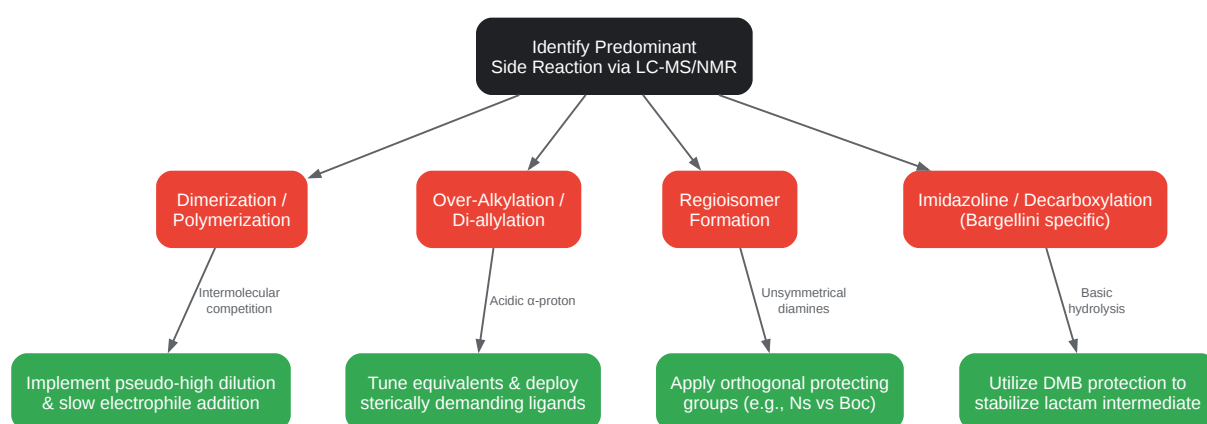 Identify Predominant
Side Reaction via LC-MS/NMR
Dimerization /
Polymerization
Over-Alkylation /
Di-allylation
Regioisomer
Formation
Imidazoline / Decarboxylation
(Bargellini specific)
Intermolecular
competition
Acidic α-proton
Unsymmetrical
diamines
Basic
hydrolysis
Implement pseudo-high dilution
& slow electrophile addition
Tune equivalents & deploy
sterically demanding ligands
Apply orthogonal protecting
groups (e.g., Ns vs Boc)
Utilize DMB protection to
stabilize lactam intermediate